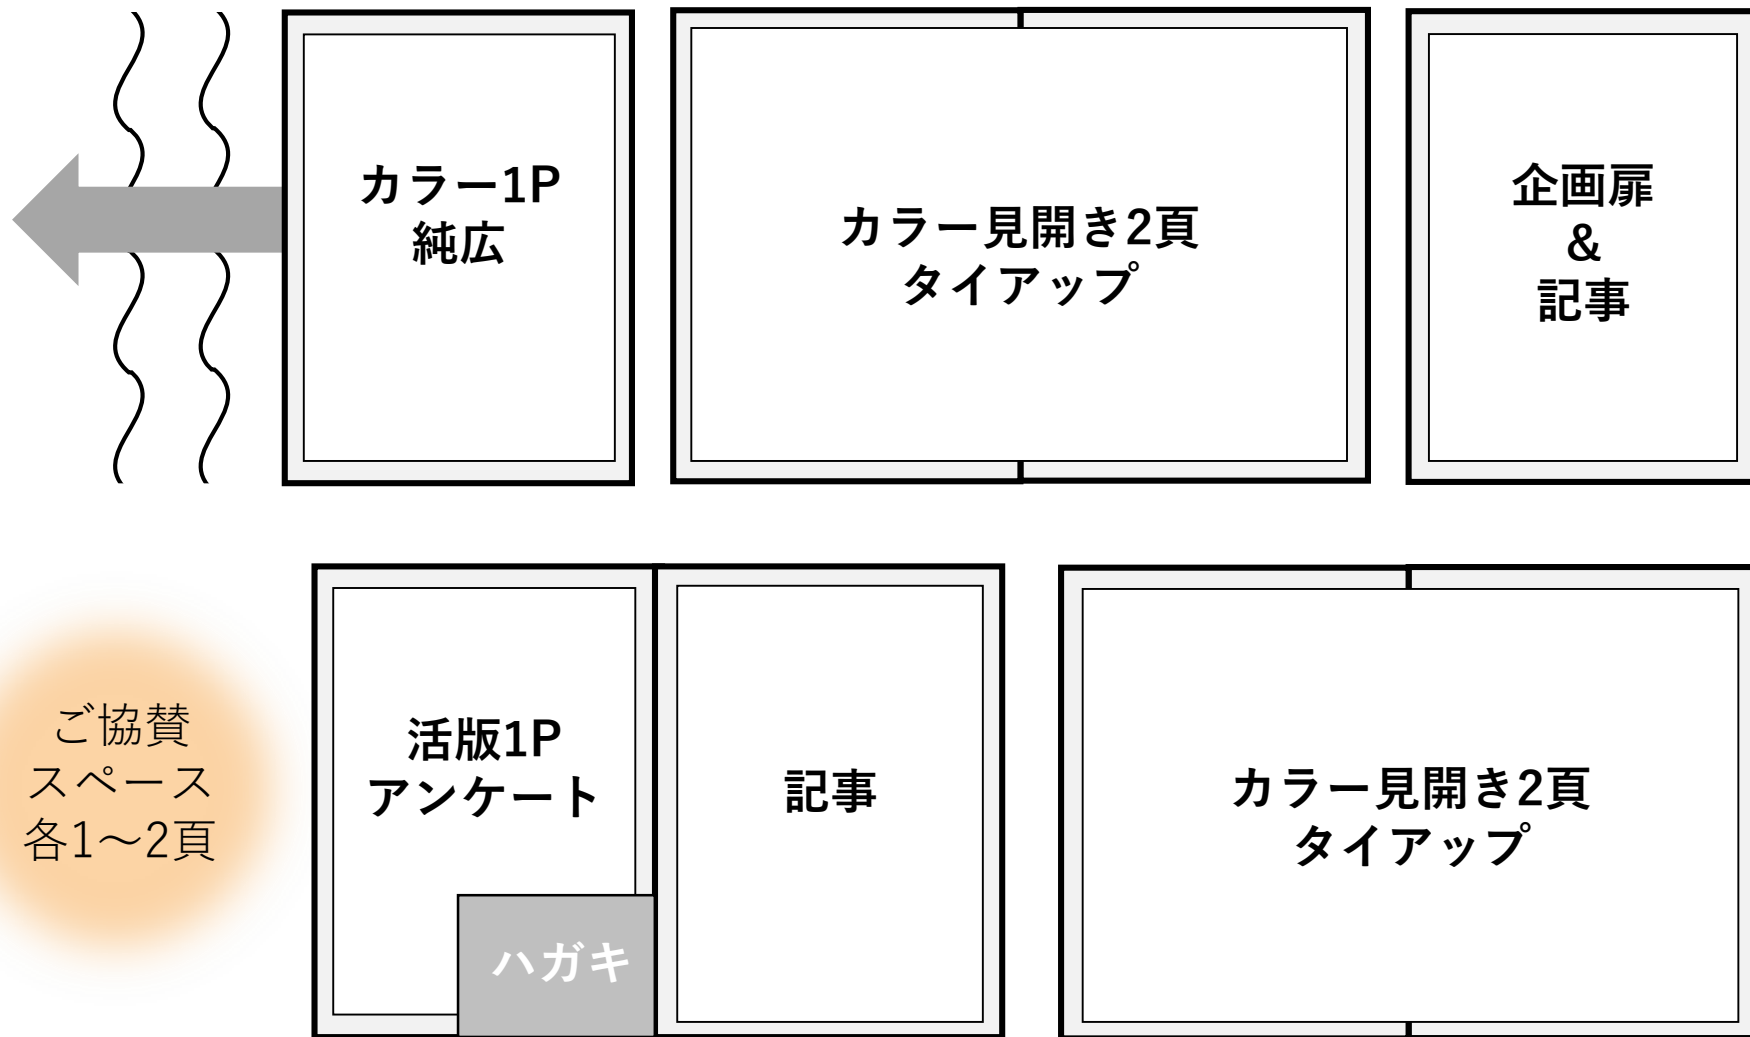 カラー1P
純広
カラー見開き2頁
タイアップ
企画扉
&
記事
ご協賛
スペース
各1～2頁
活版1P
アンケート
ハガキ
記事
カラー見開き2頁
タイアップ